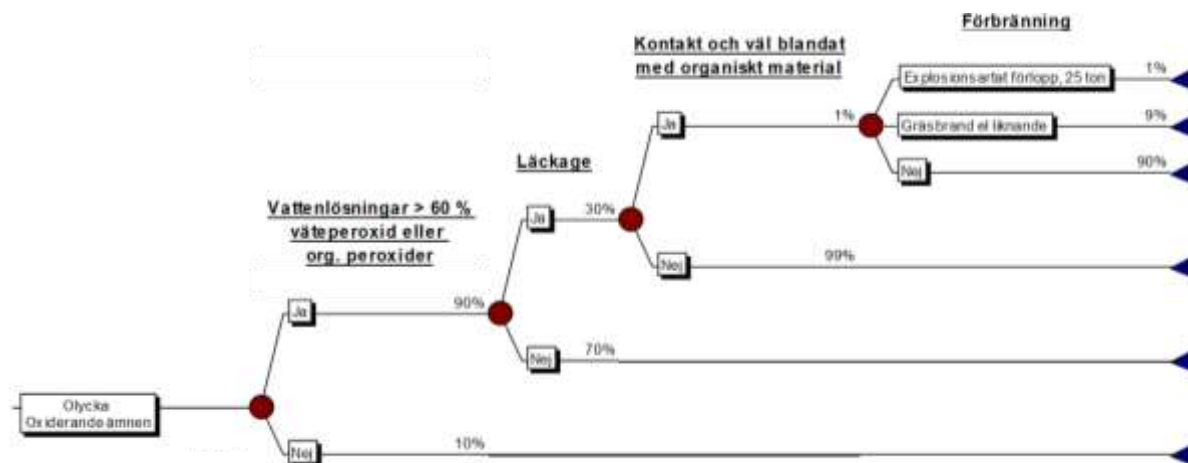 Förbränning
Kontakt och väl blandat
med organiskt material
Explosionsartat förlopp, 25 ton
1%
Ja
1%
Gräsbrand el liknande
9%
Läckage
Nej
90%
Vattenlösningar > 60 %
väteperoxid eller
org. peroxider
Ja
30%
Nej
99%
Ja
90%
Nej
70%
Olycka
Oxiderande ämnen
Nej
10%